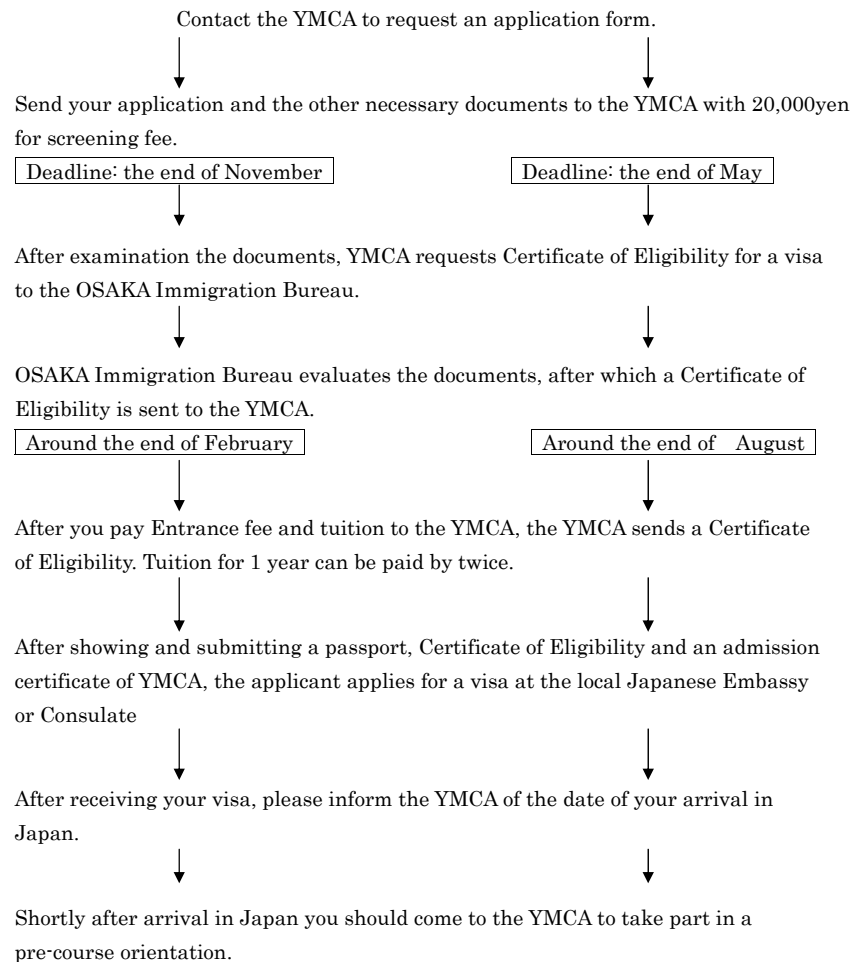 Contact the YMCA to request an application form.
Send your application and the other necessary documents to the YMCA with 20,000yen
for screening fee.
Deadline: the end of November
Deadline: the end of May
After examination the documents, YMCA requests Certificate of Eligibility for a visa
to the OSAKA Immigration Bureau.
OSAKA Immigration Bureau evaluates the documents, after which a Certificate of
Eligibility is sent to the YMCA.
Around the end of February
Around the end of August
After you pay Entrance fee and tuition to the YMCA, the YMCA sends a Certificate
of Eligibility. Tuition for 1 year can be paid by twice.
After showing and submitting a passport, Certificate of Eligibility and an admission
certificate of YMCA, the applicant applies for a visa at the local Japanese Embassy
or Consulate
After receiving your visa, please inform the YMCA of the date of your arrival in
Japan.
Shortly after arrival in Japan you should come to the YMCA to take part in a
pre-course orientation.